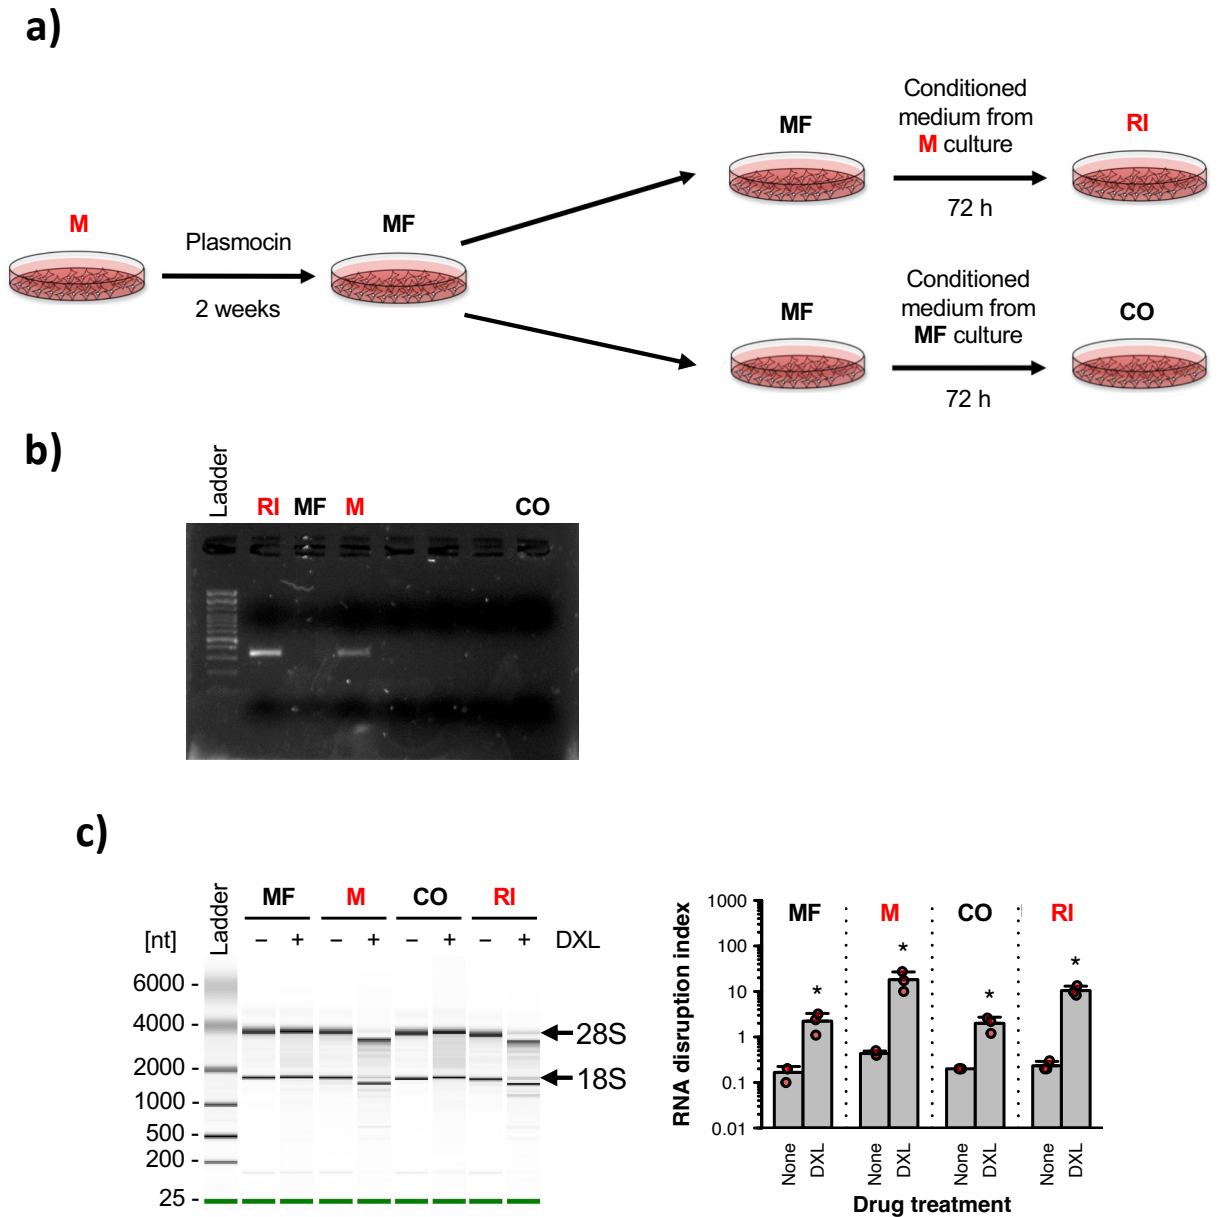 a)
M
Plasmocin
2 weeks
MF
MF
Conditioned
medium from
M culture
72 h
RI
MF
Conditioned
medium from
MF culture
72 h
CO
b)
Ladder
RI MF M CO
c)
Ladder
MF M CO RI
[nt] – + – + – + – + DXL
6000 -
4000 -
2000 -
1000 -
500 -
200 -
25 -
28S
18S
RNA disruption index
1000
100
10
1
0.1
0.01
MF M CO RI
* * * *
None DXL None DXL None DXL None DXL
Drug treatment